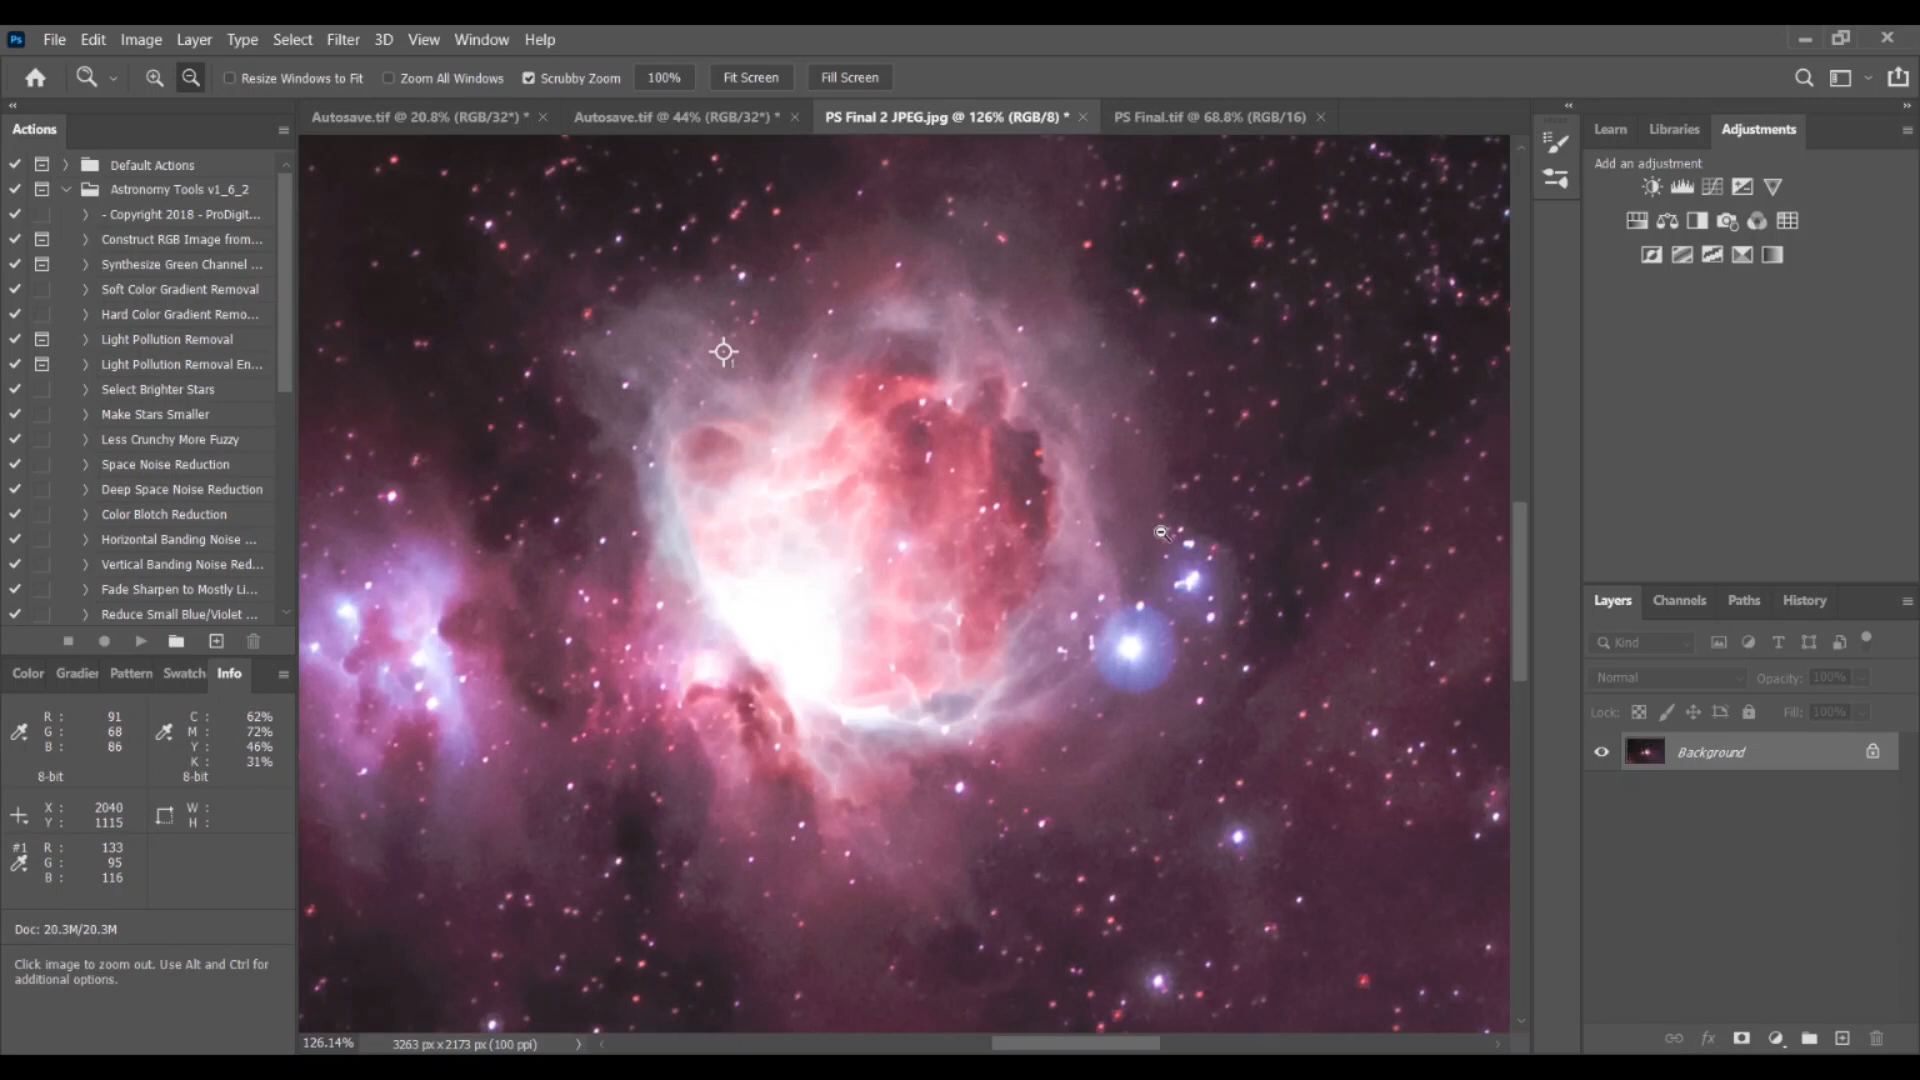 Ps File Edit Image Layer Type Select Filter 3D View Window Help
Resize Windows to Fit Zoom All Windows Scrubby Zoom 100% Fit Screen Fill Screen
Autosave.tif @ 20.8% (RGB/32*) * Autosave.tif @ 44% (RGB/32*) * PS Final 2 JPEG.jpg @ 126% (RGB/8) * PS Final.tif @ 68.8% (RGB/16)
Actions
Default Actions
Astronomy Tools v1_6_2
- Copyright 2018 - ProDigit...
Construct RGB Image from...
Synthesize Green Channel ...
Soft Color Gradient Removal
Hard Color Gradient Remo...
Light Pollution Removal
Light Pollution Removal En...
Select Brighter Stars
Make Stars Smaller
Less Crunchy More Fuzzy
Space Noise Reduction
Deep Space Noise Reduction
Color Blotch Reduction
Horizontal Banding Noise ...
Vertical Banding Noise Red...
Fade Sharpen to Mostly Li...
Reduce Small Blue/Violet ...
Color Gradier Pattern Swatch Info
R : 91 C : 62%
G : 68 M : 72%
B : 86 Y : 46%
K : 31%
8-bit 8-bit
X : 2040 W :
Y : 1115 H :
#1 R : 133
G : 95
B : 116
Doc: 20.3M/20.3M
Click image to zoom out. Use Alt and Ctrl for
additional options.
1
126.14% 3263 px x 2173 px (100 ppi)
Learn Libraries Adjustments
Add an adjustment
Layers Channels Paths History
Kind
Normal Opacity: 100%
Lock: Fill: 100%
Background
fx